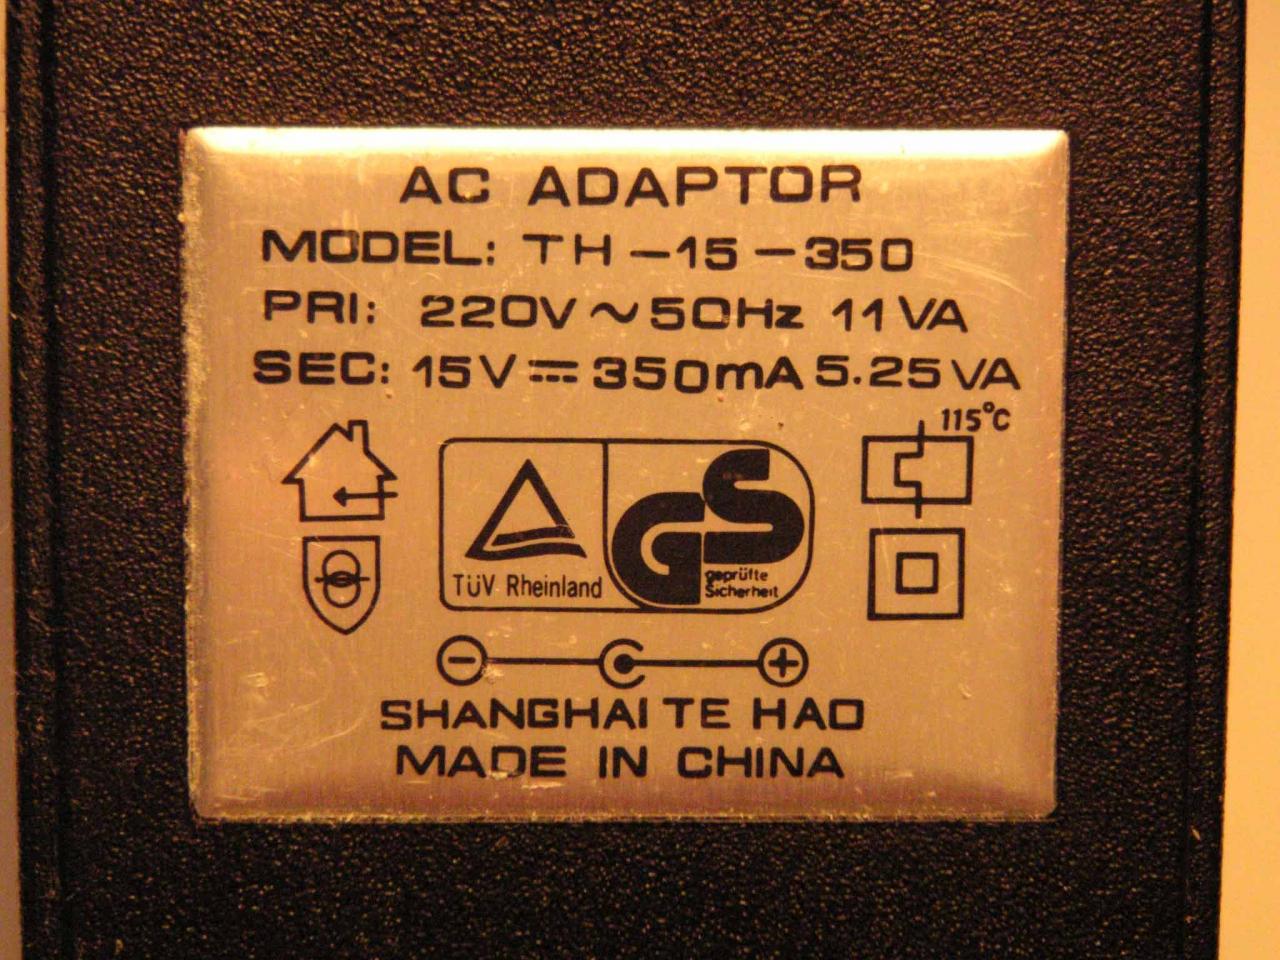 AC ADAPTOR
MODEL: TH-15-350
PRI: 220V~50Hz 11VA
SEC: 15V⎓350mA 5.25VA
115°C
TÜV Rheinland
GS
geprüfte
Sicherheit
SHANGHAI TE HAO
MADE IN CHINA